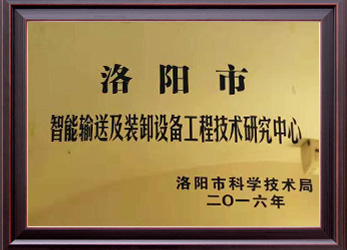 洛阳市
智能输送及装卸设备工程技术研究中心
洛阳市科学技术局
二〇一六年